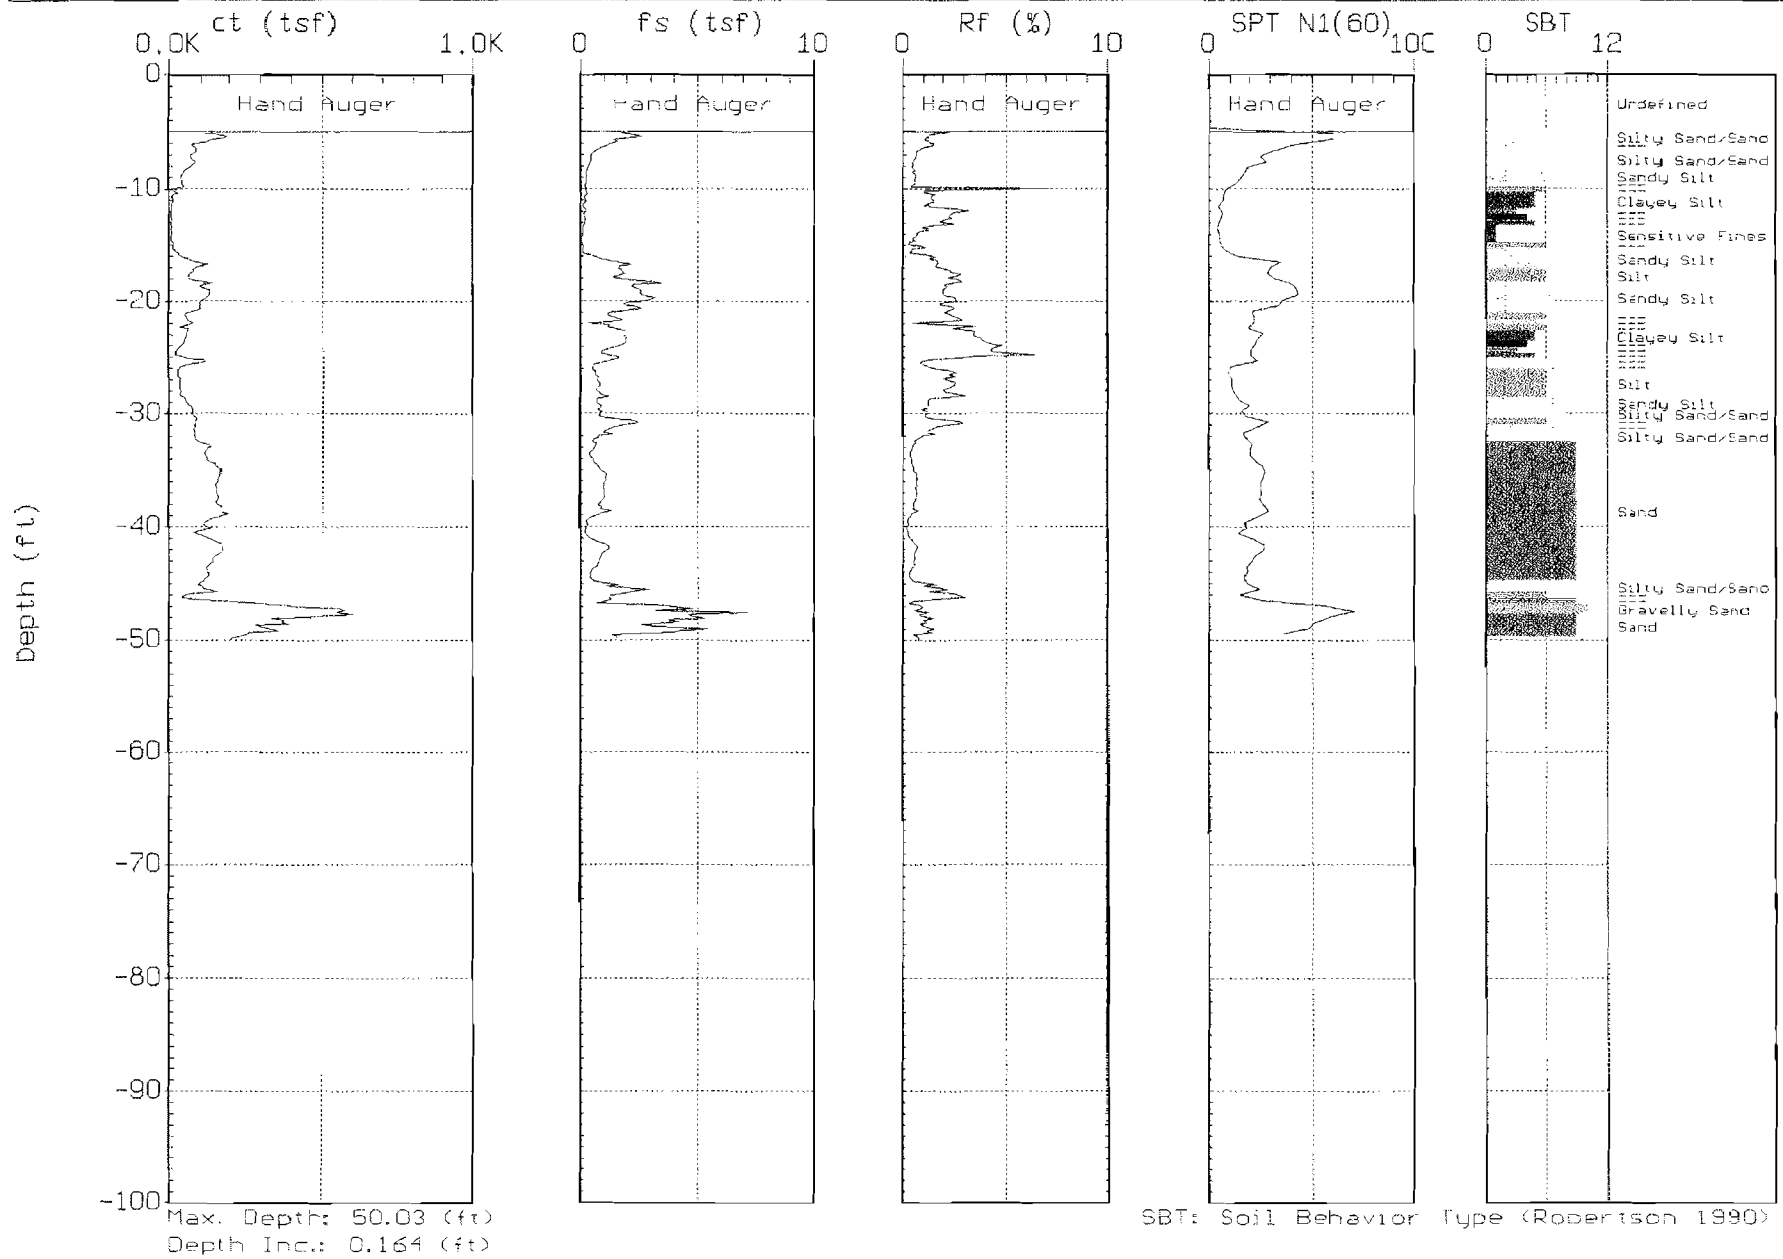 ct (tsf) fs (tsf) Rf (%) SPT N1(60) SBT
0.0K 1.0K 0 10 0 10 0 100 0 12
0
Hand Auger Hand Auger Hand Auger Hand Auger
Undefined
Silty Sand/Sand
Silty Sand/Sand
Sandy Silt
-10
Clayey Silt
Sensitive Fines
Sandy Silt
Silt
-20
Sandy Silt
Clayey Silt
Silt
-30
Sandy Silt
Silty Sand/Sand
Silty Sand/Sand
Sand
-40
Silty Sand/Sand
Gravelly Sand
Sand
-50
Depth (ft)
-60
-70
-80
-90
-100
Max. Depth: 50.03 (ft)
Depth Inc.: 0.164 (ft)
SBT: Soil Behavior Type (Robertson 1990)